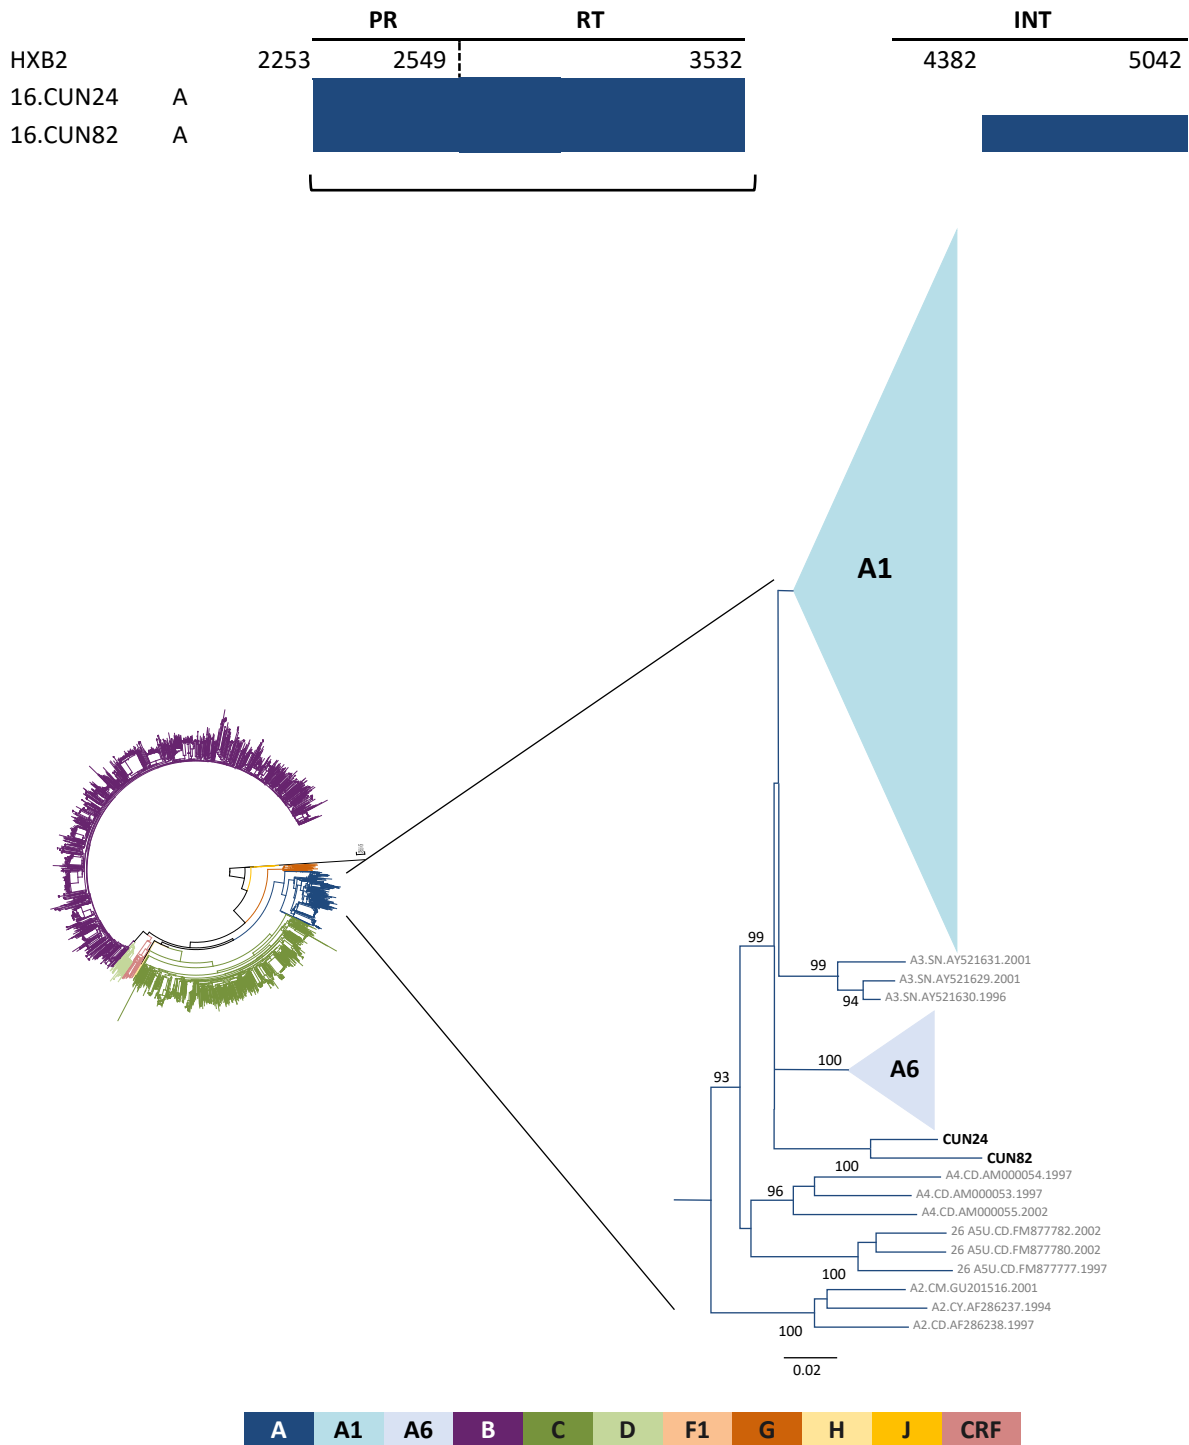 PR RT INT
HXB2 2253 2549 3532 4382 5042
16.CUN24 A
16.CUN82 A
A1
99
99
A3.SN.AY521631.2001
A3.SN.AY521629.2001
94
A3.SN.AY521630.1996
100
A6
93
CUN24
CUN82
100
A4.CD.AM000054.1997
96
A4.CD.AM000053.1997
A4.CD.AM000055.2002
26 A5U.CD.FM877782.2002
26 A5U.CD.FM877780.2002
26 A5U.CD.FM877777.1997
100
A2.CM.GU201516.2001
A2.CY.AF286237.1994
A2.CD.AF286238.1997
100
0.02
A A1 A6 B C D F1 G H J CRF